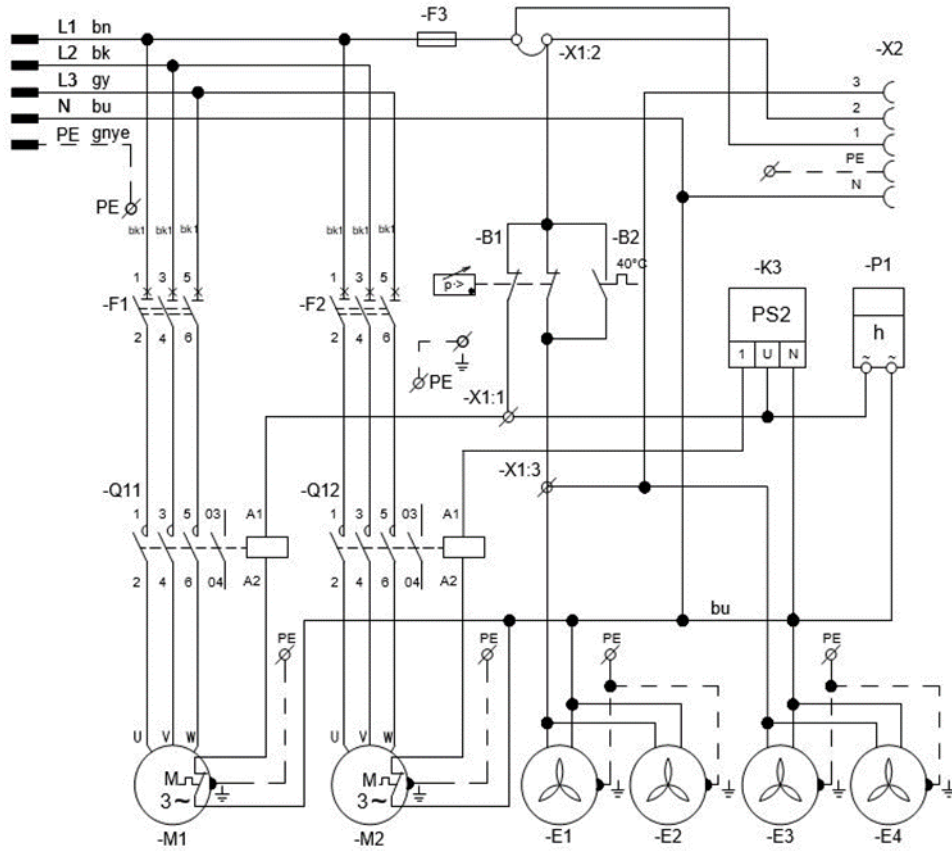 L1 bn
L2 bk
L3 gy
N bu
PE gnye
PE
-F3
-X1:2
-X2
3
2
1
PE
N
bk1 bk1 bk1
bk1 bk1 bk1
-B1
-B2
40°C
p->
-F1
1 3 5
2 4 6
-F2
1 3 5
2 4 6
PE
-K3
PS2
1 U N
-P1
h
~ ~
-X1:1
-X1:3
-Q11
1 3 5 03 A1
2 4 6 04 A2
-Q12
1 3 5 03 A1
2 4 6 04 A2
bu
PE
PE
PE
PE
U V W
U V W
M
3 ~
M
3 ~
-M1
-M2
-E1
-E2
-E3
-E4